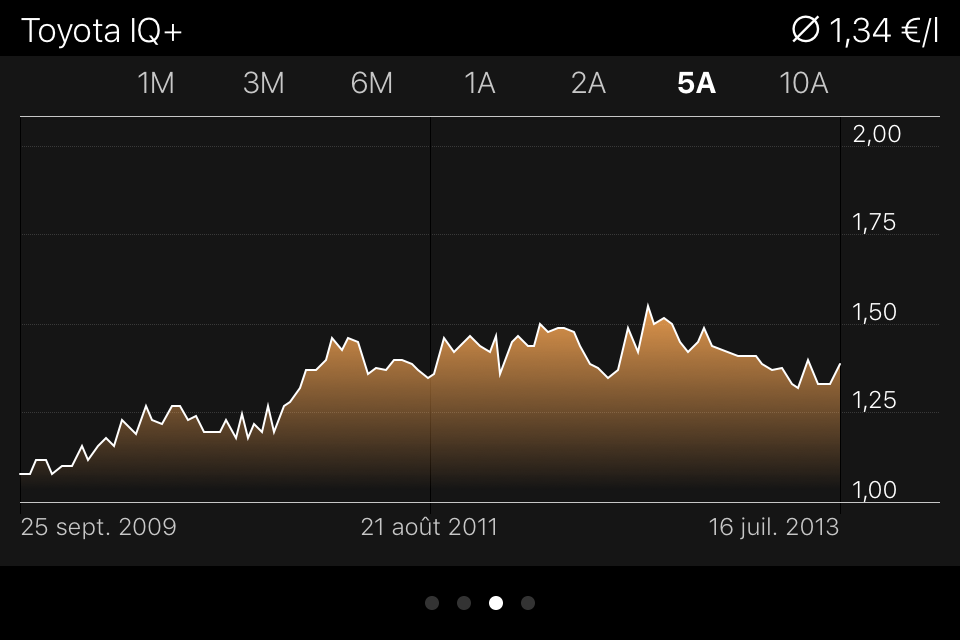 Toyota IQ+ Ø 1,34 €/l
1M 3M 6M 1A 2A 5A 10A
2,00
1,75
1,50
1,25
1,00
25 sept. 2009 21 août 2011 16 juil. 2013